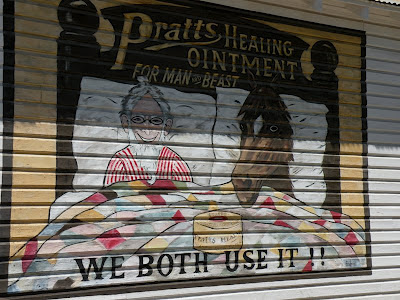 Pratts Healing
Ointment
For Man and Beast
We Both Use It !!